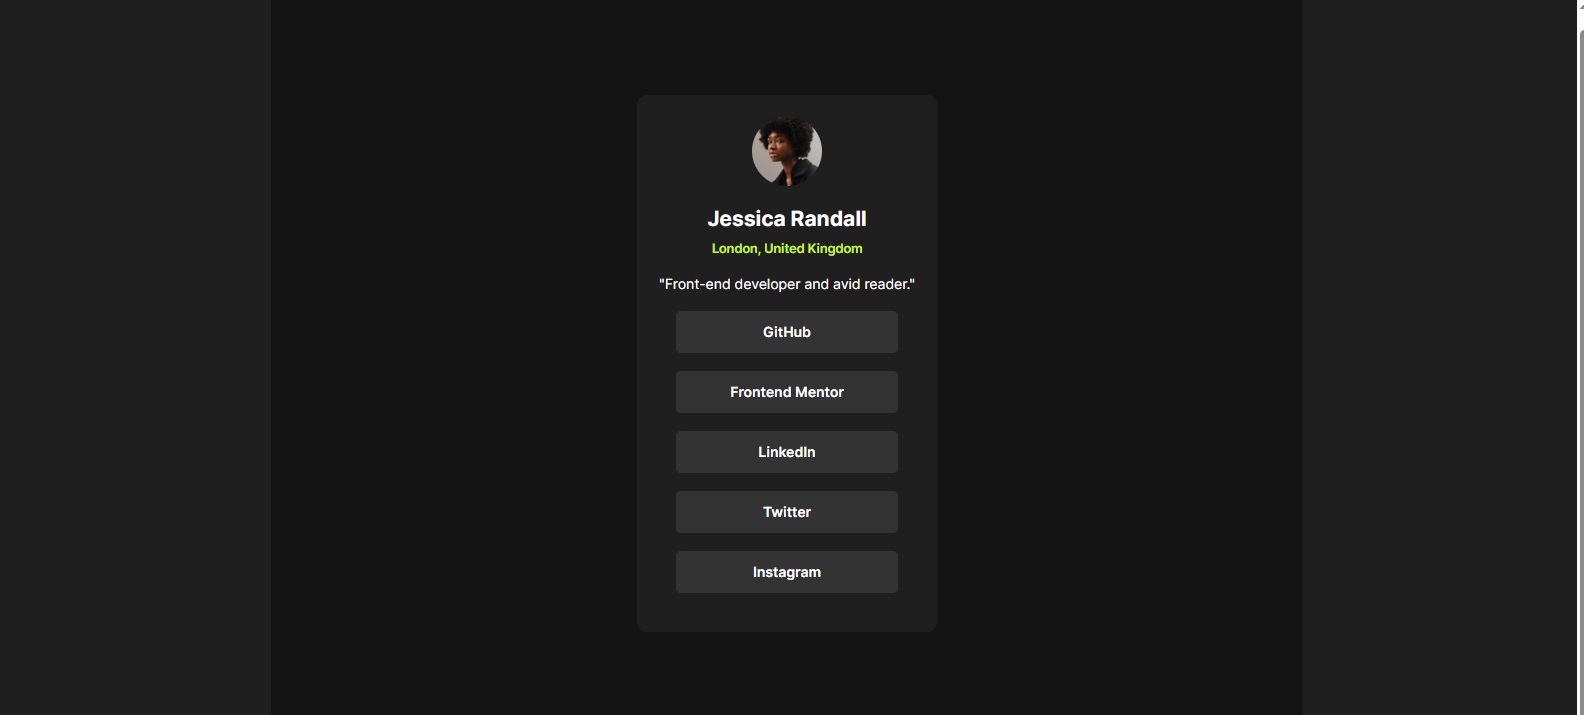 Jessica Randall
London, United Kingdom
"Front-end developer and avid reader."
GitHub
Frontend Mentor
LinkedIn
Twitter
Instagram